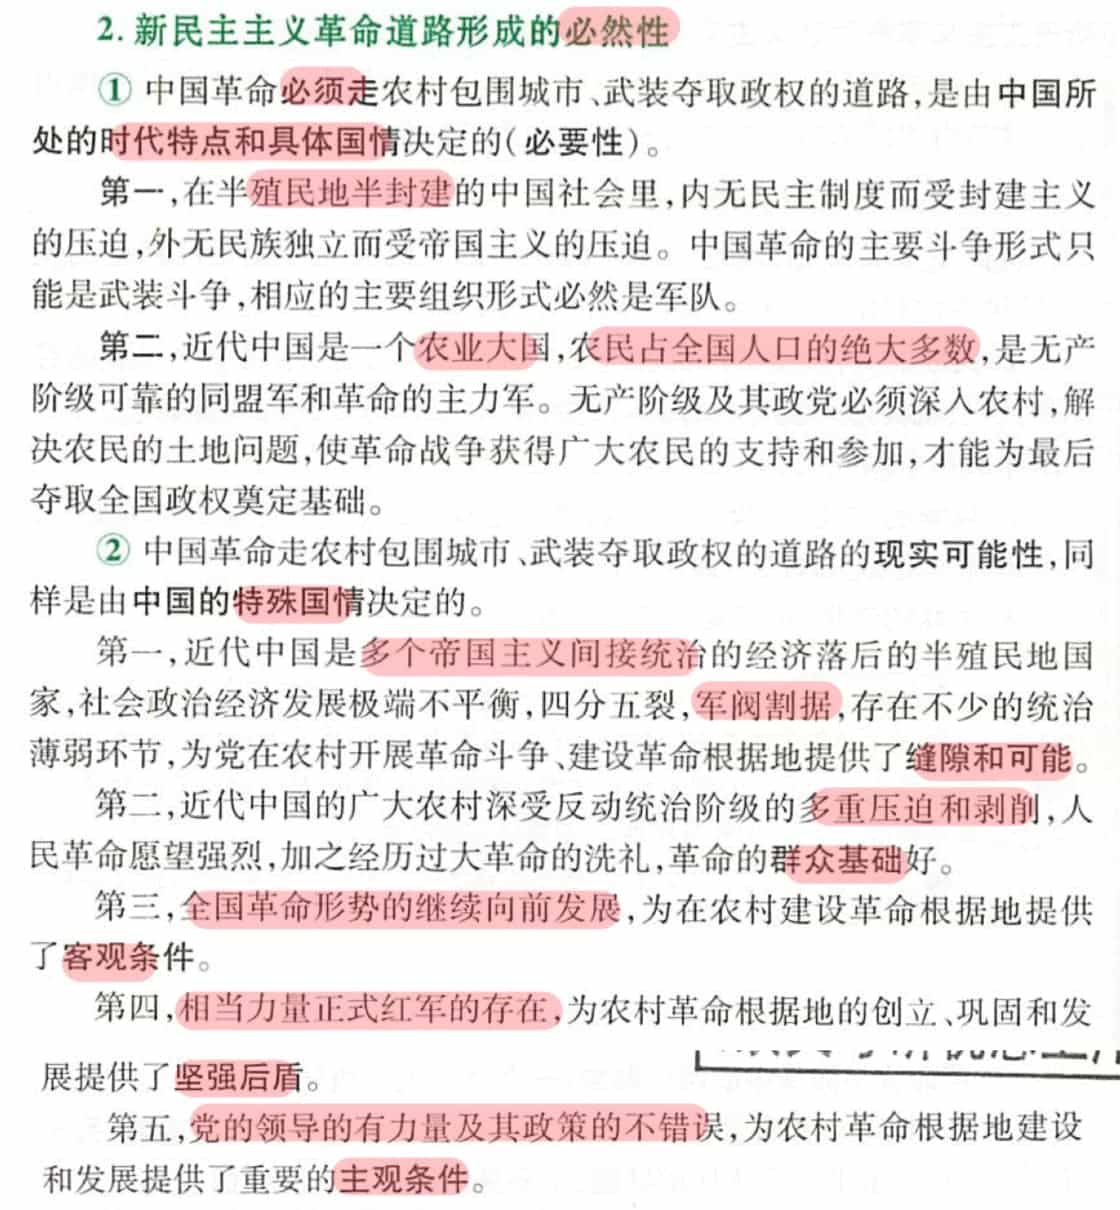 2. 新民主主义革命道路形成的必然性
① 中国革命必须走农村包围城市、武装夺取政权的道路,是由中国所
处的时代特点和具体国情决定的(必要性)。
第一,在半殖民地半封建的中国社会里,内无民主制度而受封建主义
的压迫,外无民族独立而受帝国主义的压迫。中国革命的主要斗争形式只
能是武装斗争,相应的主要组织形式必然是军队。
第二,近代中国是一个农业大国,农民占全国人口的绝大多数,是无产
阶级可靠的同盟军和革命的主力军。无产阶级及其政党必须深入农村,解
决农民的土地问题,使革命战争获得广大农民的支持和参加,才能为最后
夺取全国政权奠定基础。
② 中国革命走农村包围城市、武装夺取政权的道路的现实可能性,同
样是由中国的特殊国情决定的。
第一,近代中国是多个帝国主义间接统治的经济落后的半殖民地国
家,社会政治经济发展极端不平衡,四分五裂,军阀割据,存在不少的统治
薄弱环节,为党在农村开展革命斗争、建设革命根据地提供了缝隙和可能。
第二,近代中国的广大农村深受反动统治阶级的多重压迫和剥削,人
民革命愿望强烈,加之经历过大革命的洗礼,革命的群众基础好。
第三,全国革命形势的继续向前发展,为在农村建设革命根据地提供
了客观条件。
第四,相当力量正式红军的存在,为农村革命根据地的创立、巩固和发
展提供了坚强后盾。
第五,党的领导的有力量及其政策的不错误,为农村革命根据地建设
和发展提供了重要的主观条件。